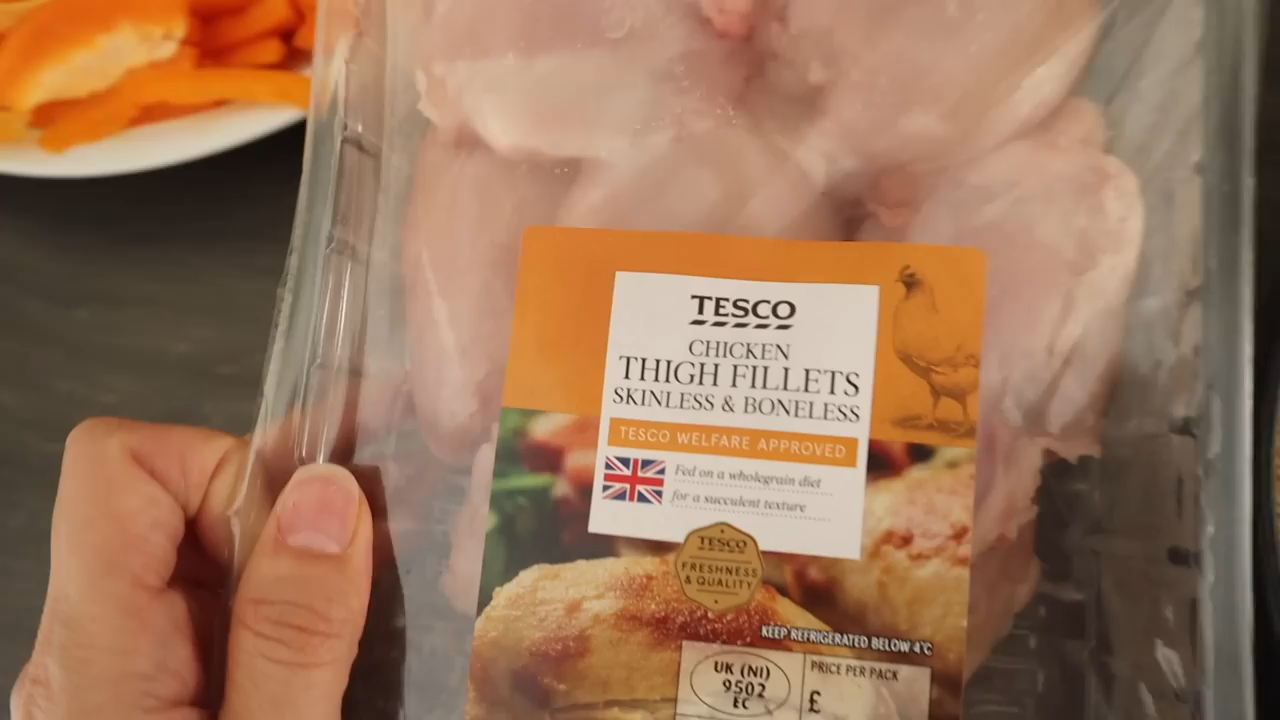 TESCO
CHICKEN
THIGH FILLETS
SKINLESS & BONELESS
TESCO WELFARE APPROVED
Fed on a wholegrain diet
for a succulent texture
TESCO
FRESHNESS
& QUALITY
KEEP REFRIGERATED BELOW 4°C
UK (NI)
9502
EC
PRICE PER PACK
£